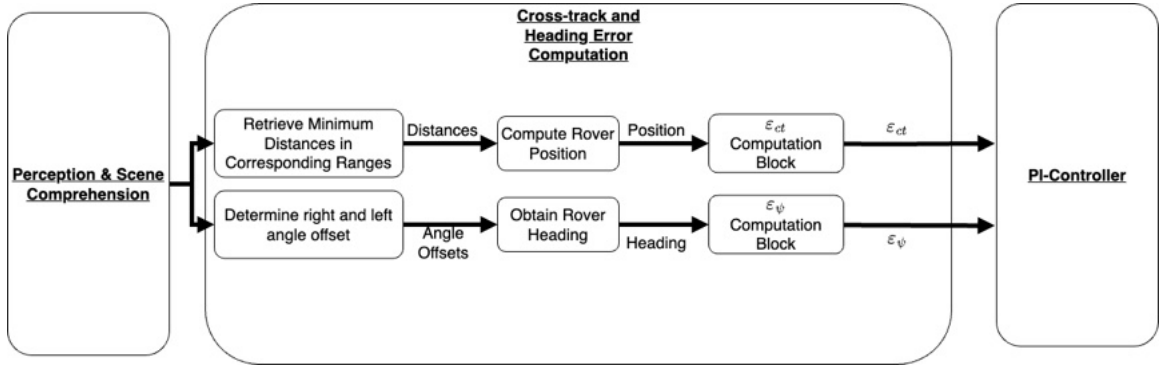 Cross-track and
Heading Error
Computation
Perception & Scene
Comprehension
Retrieve Minimum
Distances in
Corresponding Ranges
Distances
Compute Rover
Position
Position
εct
Computation
Block
εct
Determine right and left
angle offset
Angle
Offsets
Obtain Rover
Heading
Heading
εψ
Computation
Block
εψ
PI-Controller